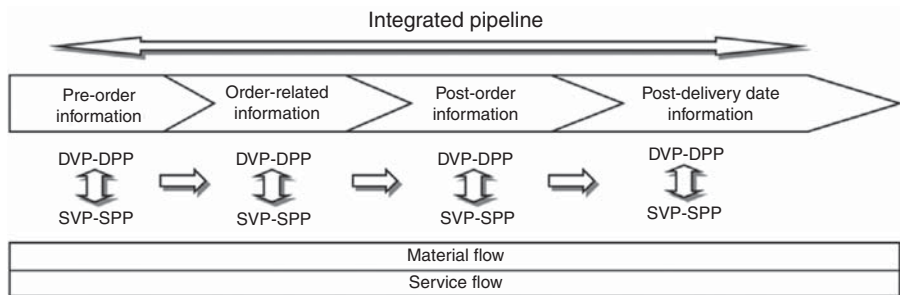 Integrated pipeline
Pre-order
information
Order-related
information
Post-order
information
Post-delivery date
information
DVP-DPP
SVP-SPP
DVP-DPP
SVP-SPP
DVP-DPP
SVP-SPP
DVP-DPP
SVP-SPP
Material flow
Service flow